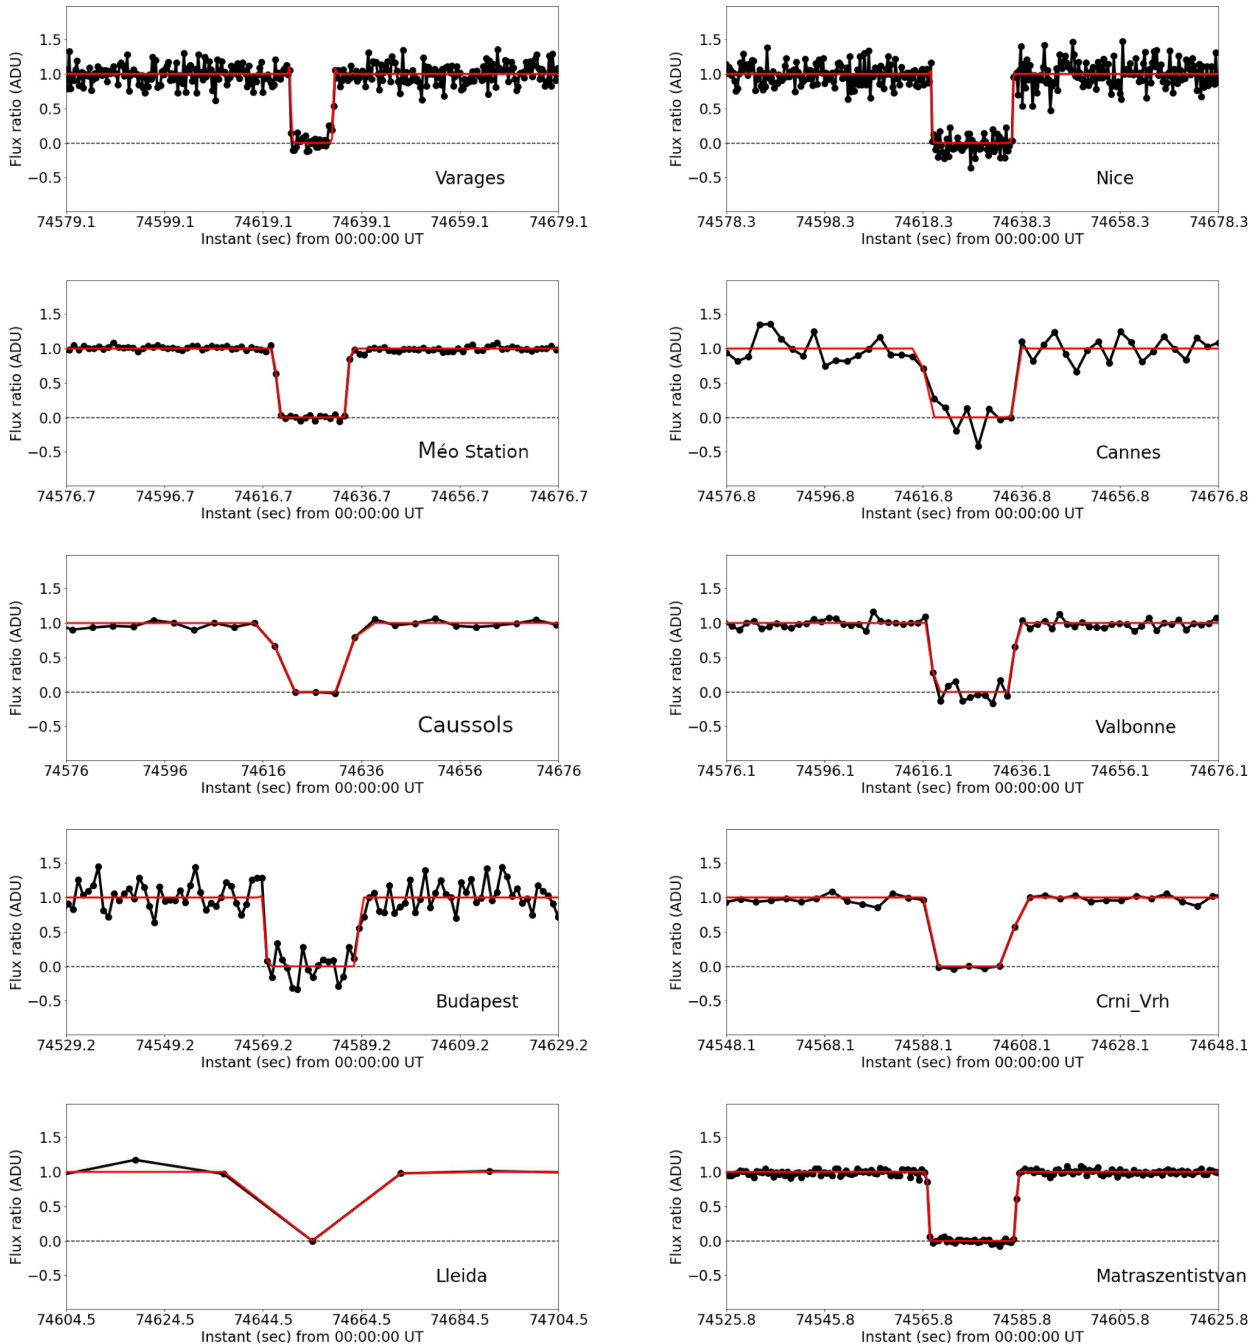 1.5
1.0
0.5
0.0
−0.5
Flux ratio (ADU)
Varages
74579.1 74599.1 74619.1 74639.1 74659.1 74679.1
Instant (sec) from 00:00:00 UT
1.5
1.0
0.5
0.0
−0.5
Flux ratio (ADU)
Nice
74578.3 74598.3 74618.3 74638.3 74658.3 74678.3
Instant (sec) from 00:00:00 UT
1.5
1.0
0.5
0.0
−0.5
Flux ratio (ADU)
Méo Station
74576.7 74596.7 74616.7 74636.7 74656.7 74676.7
Instant (sec) from 00:00:00 UT
1.5
1.0
0.5
0.0
−0.5
Flux ratio (ADU)
Cannes
74576.8 74596.8 74616.8 74636.8 74656.8 74676.8
Instant (sec) from 00:00:00 UT
1.5
1.0
0.5
0.0
−0.5
Flux ratio (ADU)
Caussols
74576 74596 74616 74636 74656 74676
Instant (sec) from 00:00:00 UT
1.5
1.0
0.5
0.0
−0.5
Flux ratio (ADU)
Valbonne
74576.1 74596.1 74616.1 74636.1 74656.1 74676.1
Instant (sec) from 00:00:00 UT
1.5
1.0
0.5
0.0
−0.5
Flux ratio (ADU)
Budapest
74529.2 74549.2 74569.2 74589.2 74609.2 74629.2
Instant (sec) from 00:00:00 UT
1.5
1.0
0.5
0.0
−0.5
Flux ratio (ADU)
Crni_Vrh
74548.1 74568.1 74588.1 74608.1 74628.1 74648.1
Instant (sec) from 00:00:00 UT
1.5
1.0
0.5
0.0
−0.5
Flux ratio (ADU)
Lleida
74604.5 74624.5 74644.5 74664.5 74684.5 74704.5
Instant (sec) from 00:00:00 UT
1.5
1.0
0.5
0.0
−0.5
Flux ratio (ADU)
Matraszentistvan
74525.8 74545.8 74565.8 74585.8 74605.8 74625.8
Instant (sec) from 00:00:00 UT